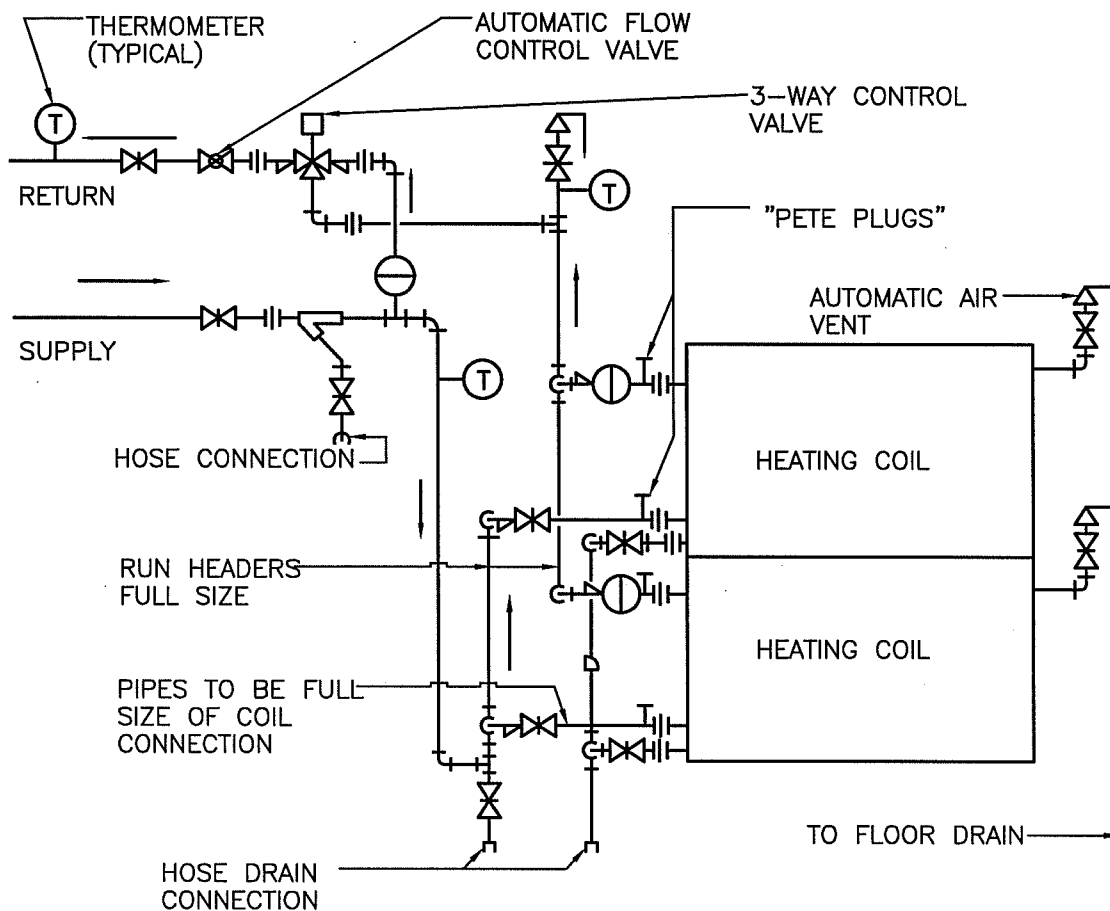 THERMOMETER
(TYPICAL)
AUTOMATIC FLOW
CONTROL VALVE
3-WAY CONTROL
VALVE
T
T
RETURN
"PETE PLUGS"
AUTOMATIC AIR
VENT
SUPPLY
T
HOSE CONNECTION
HEATING COIL
RUN HEADERS
FULL SIZE
HEATING COIL
PIPES TO BE FULL
SIZE OF COIL
CONNECTION
TO FLOOR DRAIN
HOSE DRAIN
CONNECTION